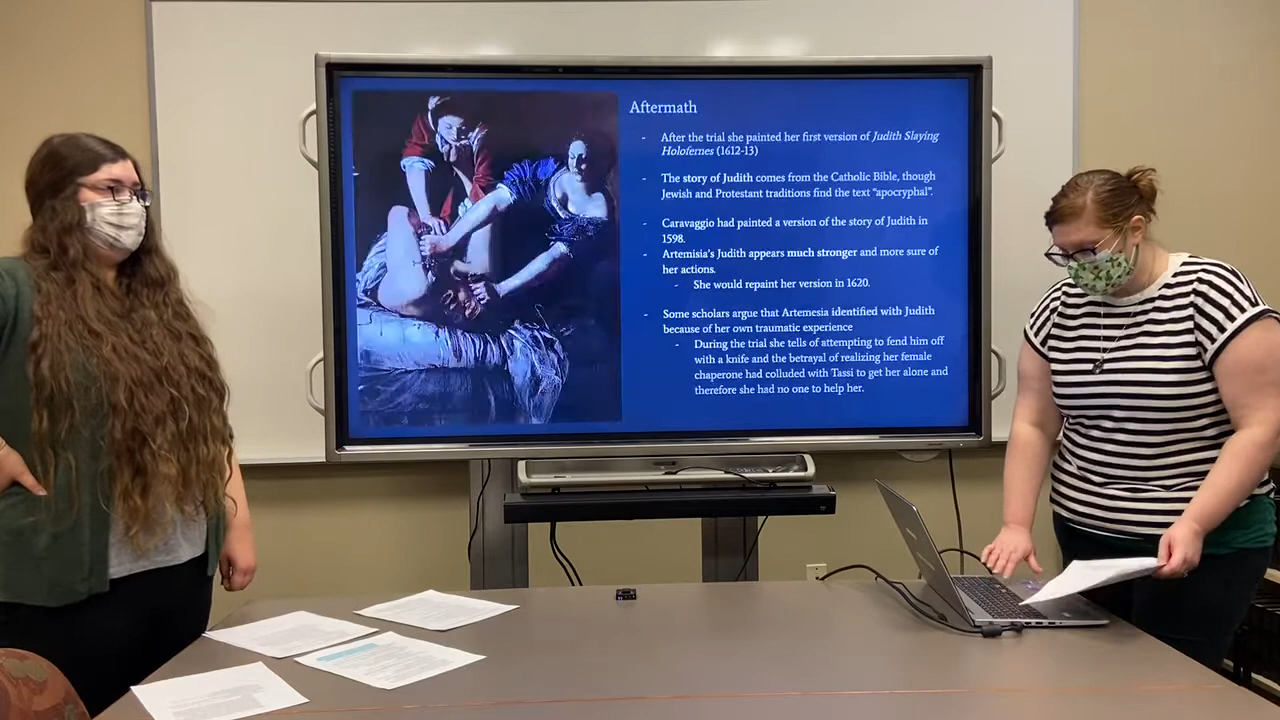 Aftermath
- After the trial she painted her first version of Judith Slaying
Holofernes (1612-13)
- The story of Judith comes from the Catholic Bible, though
Jewish and Protestant traditions find the text “apocryphal”.
- Caravaggio had painted a version of the story of Judith in
1598.
- Artemisia's Judith appears much stronger and more sure of
her actions.
- She would repaint her version in 1620.
- Some scholars argue that Artemesia identified with Judith
because of her own traumatic experience
- During the trial she tells of attempting to fend him off
with a knife and the betrayal of realizing her female
chaperone had colluded with Tassi to get her alone and
therefore she had no one to help her.